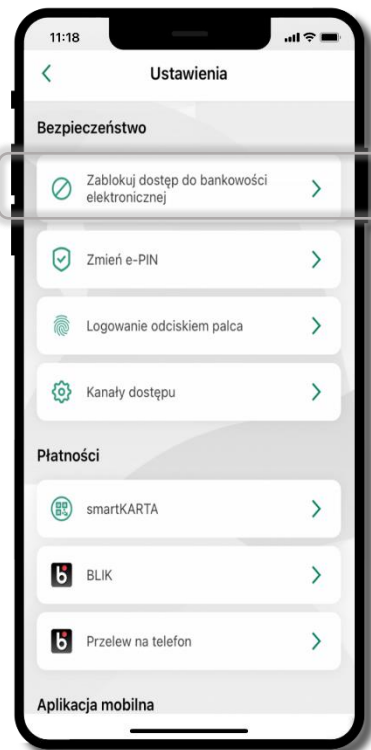 11:18
Ustawienia
Bezpieczeństwo
Zablokuj dostęp do bankowości
elektronicznej
Zmień e-PIN
Logowanie odciskiem palca
Kanały dostępu
Płatności
smartKARTA
BLIK
Przelew na telefon
Aplikacja mobilna